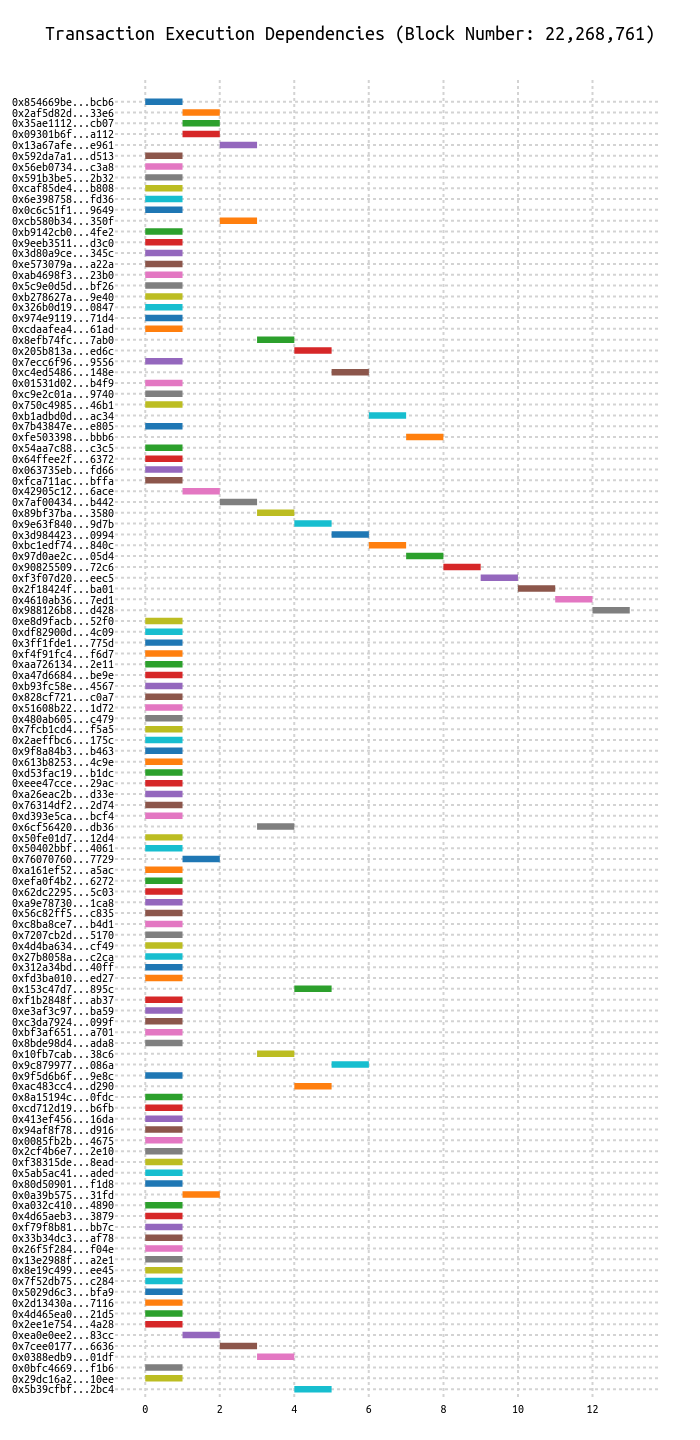 Transaction Execution Dependencies (Block Number: 22,268,761)
0x854669be...bcb6
0x2af5d82d...33e6
0x35ae1112...cb07
0x09301b6f...a112
0x13a67afe...e961
0x592da7a1...d513
0x56eb0734...c3a8
0x591b3be5...2b32
0xcaf85de4...b808
0x6e398758...fd36
0x0c6c51f1...9649
0xcb580b34...350f
0xb9142cb0...4fe2
0x9eeb3511...d3c0
0x3d80a9ce...345c
0xe573079a...a22a
0xab4698f3...23b0
0x5c9e0d5d...bf26
0xb278627a...9e40
0x326b0d19...0847
0x974e9119...71d4
0xcdaafea4...61ad
0x8efb74fc...7ab0
0x205b813a...ed6c
0x7ecc6f96...9556
0xc4ed5486...148e
0x01531d02...b4f9
0xc9e2c01a...9740
0x750c4985...46b1
0xb1adbd0d...ac34
0x7b43847e...e805
0xfe503398...bbb6
0x54aa7c88...c3c5
0x64ffee2f...6372
0x063735eb...fd66
0xfca711ac...bffa
0x42905c12...6ace
0x7af00434...b442
0x89bf37ba...3580
0x9e63f840...9d7b
0x3d984423...0994
0xbc1edf74...840c
0x97d0ae2c...05d4
0x90825509...72c6
0xf3f07d20...eec5
0x2f18424f...ba01
0x4610ab36...7ed1
0x988126b8...d428
0xe8d9facb...52f0
0xdf82900d...4c09
0x3ff1fde1...775d
0xf4f91fc4...f6d7
0xaa726134...2e11
0xa47d6684...be9e
0xb93fc58e...4567
0x828cf721...c0a7
0x51608b22...1d72
0x480ab605...c479
0x7fcb1cd4...f5a5
0x2aeffbc6...175c
0x9f8a84b3...b463
0x613b8253...4c9e
0xd53fac19...b1dc
0xeee47cce...29ac
0xa26eac2b...d33e
0x76314df2...2d74
0xd393e5ca...bcf4
0x6cf56420...db36
0x50fe01d7...12d4
0x50402bbf...4061
0x76070760...7729
0xa161ef52...a5ac
0xefa0f4b2...6272
0x62dc2295...5c03
0xa9e78730...1ca8
0x56c82ff5...c835
0xc8ba8ce7...b4d1
0x7207cb2d...5170
0x4d4ba634...cf49
0x27b8058a...c2ca
0x312a34bd...40ff
0xfd3ba010...ed27
0x153c47d7...895c
0xf1b2848f...ab37
0xe3af3c97...ba59
0xc3da7924...099f
0xbf3af651...a701
0x8bde98d4...ada8
0x10fb7cab...38c6
0x9c879977...086a
0x9f5d6b6f...9e8c
0xac483cc4...d290
0x8a15194c...0fdc
0xcd712d19...b6fb
0x413ef456...16da
0x94af8f78...d916
0x0085fb2b...4675
0x2cf4b6e7...2e10
0xf38315de...8ead
0x5ab5ac41...aded
0x80d50901...f1d8
0x0a39b575...31fd
0xa032c410...4890
0x4d65aeb3...3879
0xf79f8b81...bb7c
0x33b34dc3...af78
0x26f5f284...f04e
0x13e2988f...a2e1
0x8e19c499...ee45
0x7f52db75...c284
0x5029d6c3...bfa9
0x2d13430a...7116
0x4d465ea0...21d5
0x2ee1e754...4a28
0xea0e0ee2...83cc
0x7cee0177...6636
0x0388edb9...01df
0x0bfc4669...f1b6
0x29dc16a2...10ee
0x5b39cfbf...2bc4
0 2 4 6 8 10 12